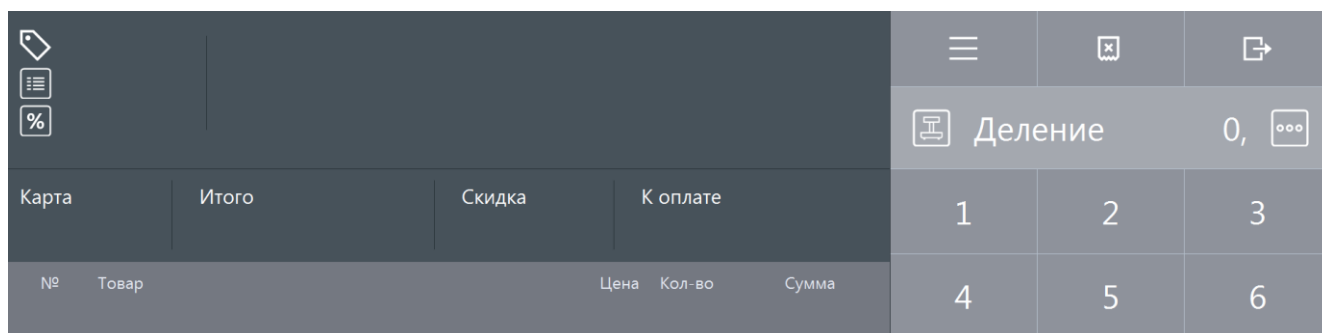 %
Деление 0,
Карта Итого Скидка К оплате
1 2 3
№ Товар Цена Кол-во Сумма
4 5 6